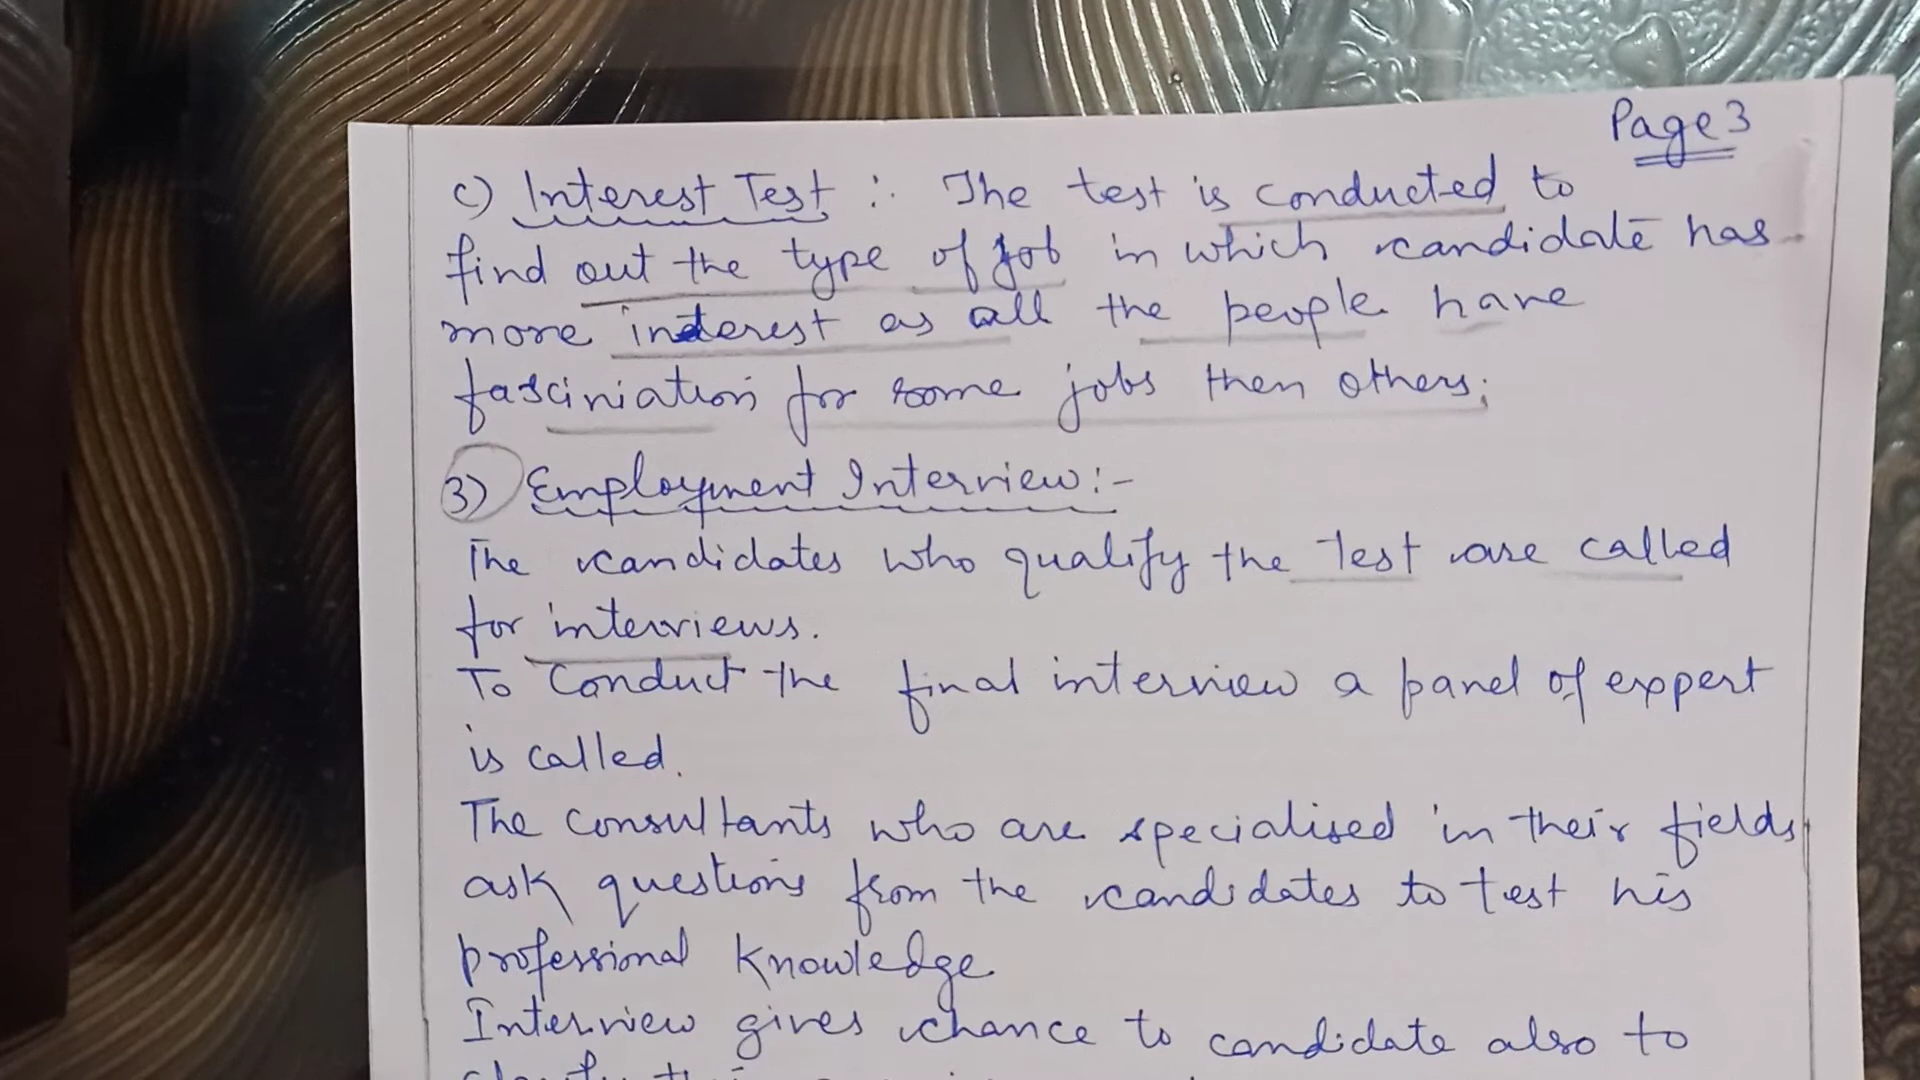 Page 3
c) Interest Test :. The test is conducted to
find out the type of job in which candidate has
more interest as all the people have
fasciniation for some jobs then others;
3) Employment Interview:-
The candidates who qualify the Test are called
for interviews.
To Conduct the final interview a panel of expert
is called.
The Consultants who are specialised in their fields
ask questions from the candidates to test his
professional Knowledge.
Interview gives chance to candidate also to